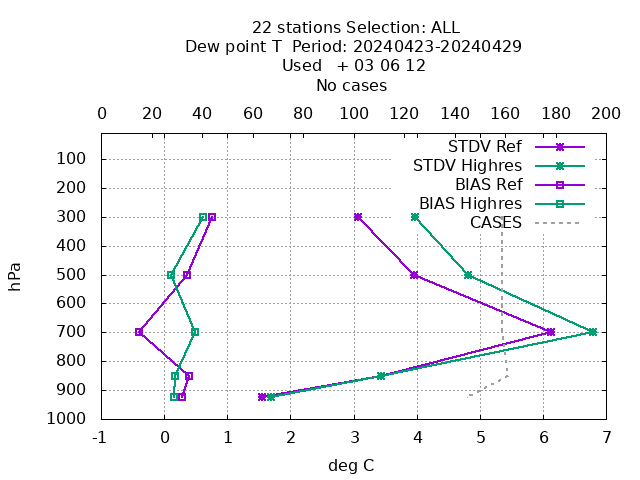 22 stations Selection: ALL
Dew point T  Period: 20240423-20240429
Used   + 03 06 12
No cases
0 20 40 60 80 100 120 140 160 180 200
STDV Ref
STDV Highres
BIAS Ref
BIAS Highres
CASES
100
200
300
400
500
600
700
800
900
1000
hPa
-1 0 1 2 3 4 5 6 7
deg C